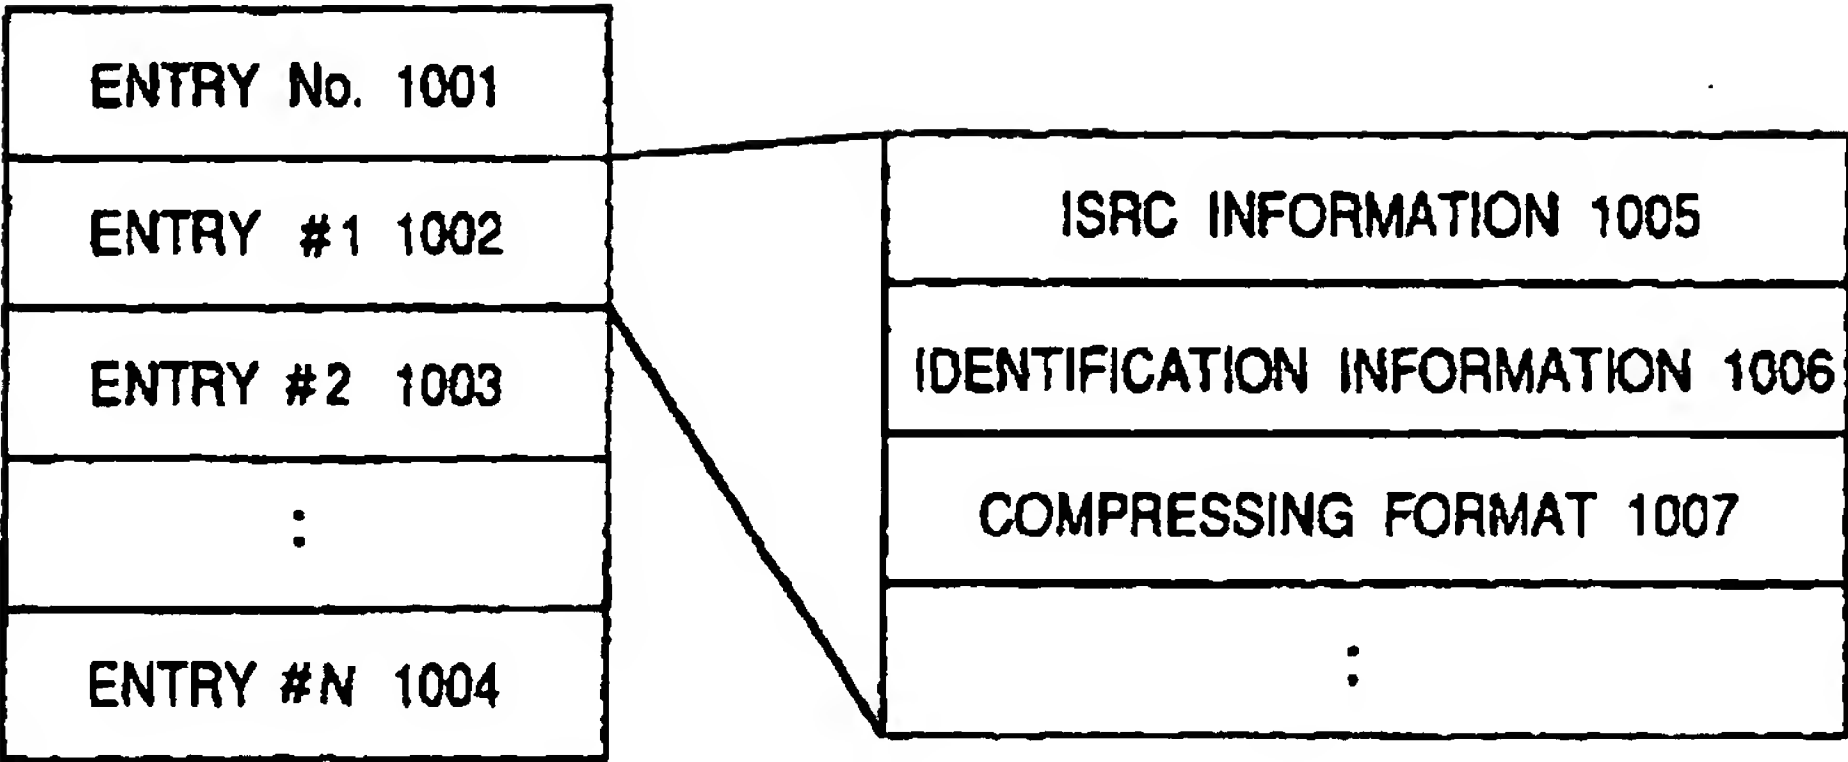 ENTRY No. 1001
ENTRY #1 1002
ENTRY #2 1003
:
ENTRY #N 1004
ISRC INFORMATION 1005
IDENTIFICATION INFORMATION 1006
COMPRESSING FORMAT 1007
: